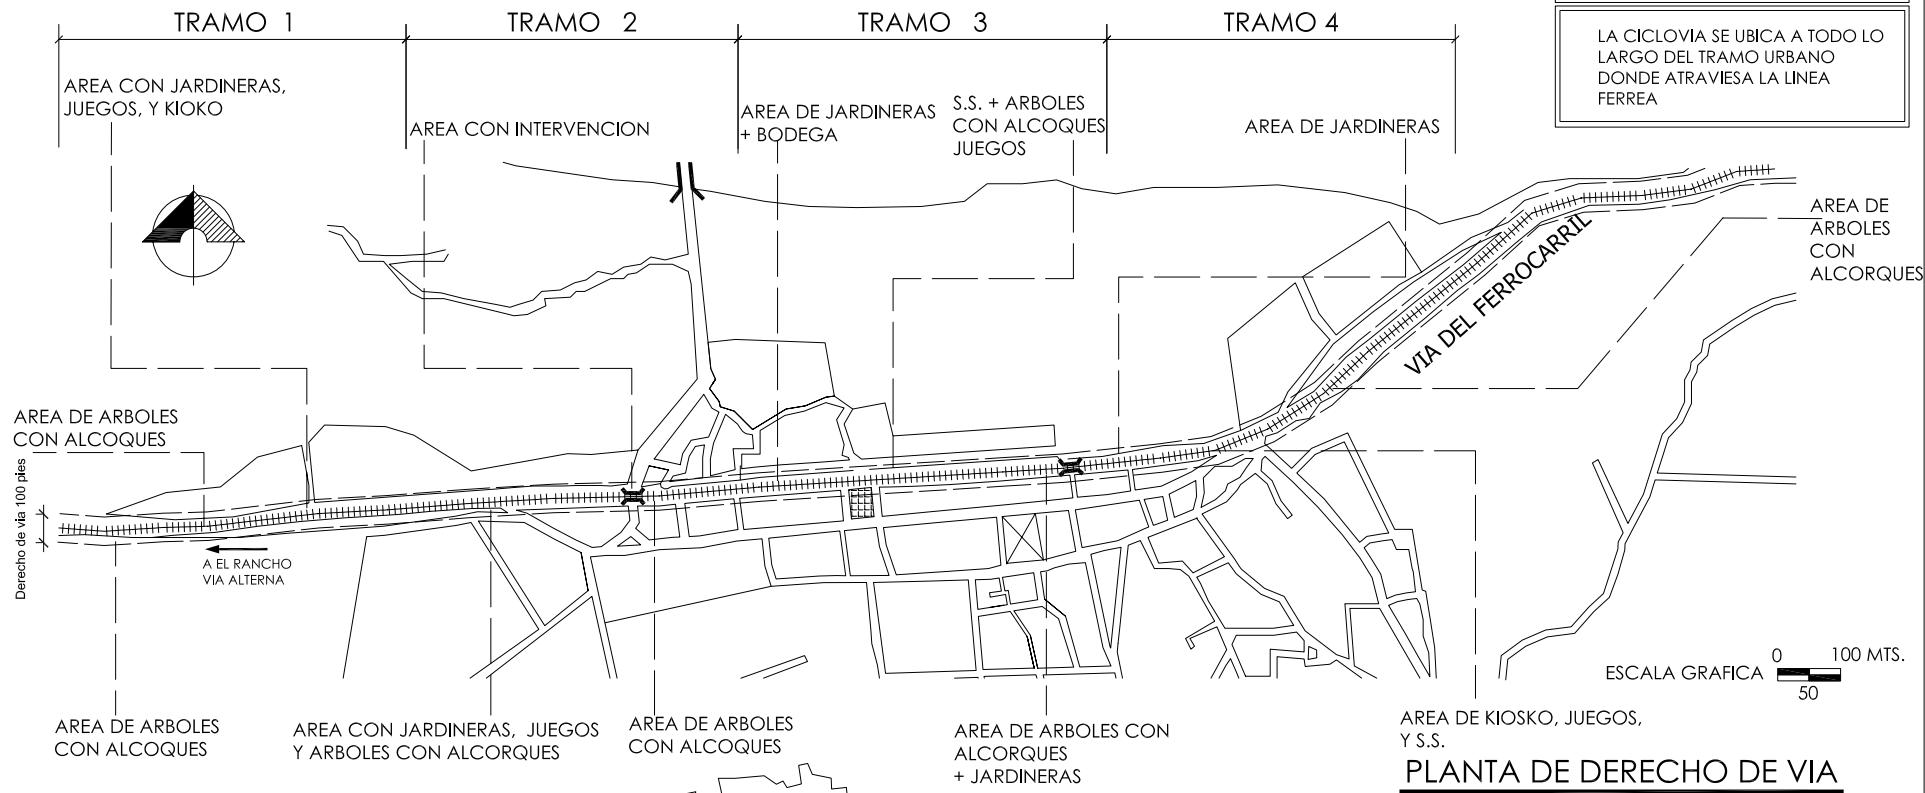 TRAMO 1
TRAMO 2
TRAMO 3
TRAMO 4
LA CICLOVIA SE UBICA A TODO LO
LARGO DEL TRAMO URBANO
DONDE ATRAVIESA LA LINEA
FERREA
AREA CON JARDINERAS,
JUEGOS, Y KIOKO
AREA CON INTERVENCION
AREA DE JARDINERAS
+ BODEGA
S.S. + ARBOLES
CON ALCOQUES
JUEGOS
AREA DE JARDINERAS
AREA DE
ARBOLES
CON
ALCORQUES
VIA DEL FERROCARRIL
AREA DE ARBOLES
CON ALCOQUES
Derecho de via 100 pies
A EL RANCHO
VIA ALTERNA
ESCALA GRAFICA
0
100 MTS.
50
AREA DE ARBOLES
CON ALCOQUES
AREA CON JARDINERAS, JUEGOS
Y ARBOLES CON ALCORQUES
AREA DE ARBOLES
CON ALCOQUES
AREA DE ARBOLES CON
ALCORQUES
+ JARDINERAS
AREA DE KIOSKO, JUEGOS,
Y S.S.
PLANTA DE DERECHO DE VIA